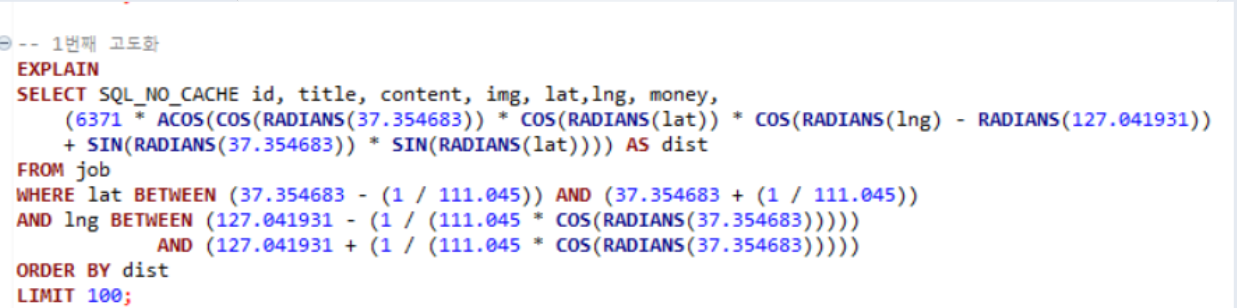 -- 1번째 고도화
EXPLAIN
SELECT SQL_NO_CACHE id, title, content, img, lat,lng, money,
(6371 * ACOS(COS(RADIANS(37.354683)) * COS(RADIANS(lat)) * COS(RADIANS(lng) - RADIANS(127.041931))
+ SIN(RADIANS(37.354683)) * SIN(RADIANS(lat)))) AS dist
FROM job
WHERE lat BETWEEN (37.354683 - (1 / 111.045)) AND (37.354683 + (1 / 111.045))
AND lng BETWEEN (127.041931 - (1 / (111.045 * COS(RADIANS(37.354683)))))
AND (127.041931 + (1 / (111.045 * COS(RADIANS(37.354683)))))
ORDER BY dist
LIMIT 100;